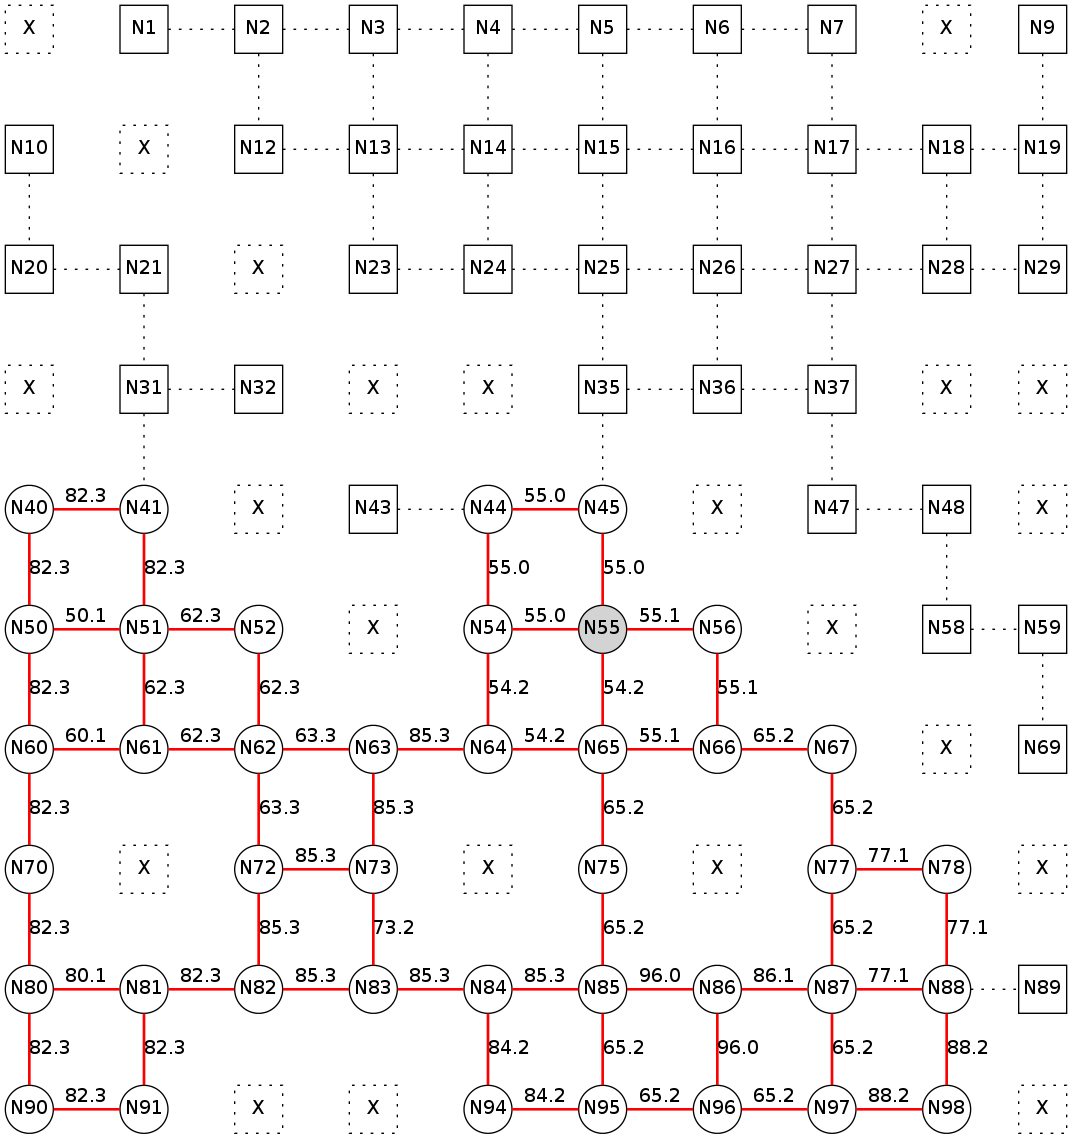 X N1 N2 N3 N4 N5 N6 N7 X N9
N10 X N12 N13 N14 N15 N16 N17 N18 N19
N20 N21 X N23 N24 N25 N26 N27 N28 N29
X N31 N32 X X N35 N36 N37 X X
82.3 55.0
N40 N41 X N43 N44 N45 X N47 N48 X
82.3 82.3 55.0 55.0
50.1 62.3 55.0 55.1
N50 N51 N52 X N54 N55 N56 X N58 N59
82.3 62.3 62.3 54.2 54.2 55.1
60.1 62.3 63.3 85.3 54.2 55.1 65.2
N60 N61 N62 N63 N64 N65 N66 N67 X N69
82.3 63.3 85.3 65.2 65.2
85.3 77.1
N70 X N72 N73 X N75 X N77 N78 X
82.3 85.3 73.2 65.2 65.2 77.1
80.1 82.3 85.3 85.3 85.3 96.0 86.1 77.1
N80 N81 N82 N83 N84 N85 N86 N87 N88 N89
82.3 82.3 84.2 65.2 96.0 65.2 88.2
82.3 84.2 65.2 65.2 88.2
N90 N91 X X N94 N95 N96 N97 N98 X